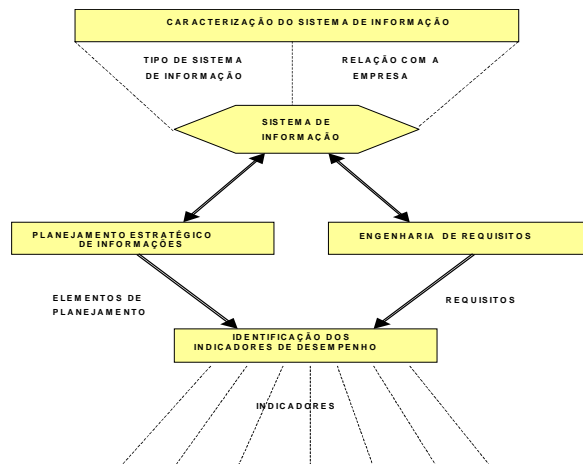 CARACTERIZAÇÃO DO SISTEMA DE INFORMAÇÃO
TIPO DE SISTEMA
DE INFORMAÇÃO
RELAÇÃO COM A
EMPRESA
SISTEMA DE
INFORMAÇÃO
PLANEJAMENTO ESTRATÉGICO
DE INFORMAÇÕES
ENGENHARIA DE REQUISITOS
ELEMENTOS DE
PLANEJAMENTO
REQUISITOS
IDENTIFICAÇÃO DOS
INDICADORES DE DESEMPENHO
INDICADORES